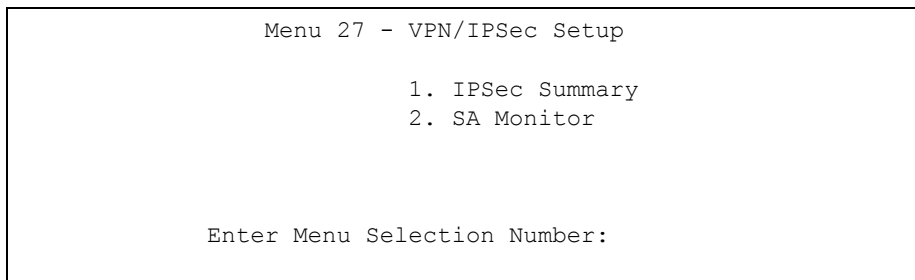 Menu 27 - VPN/IPSec Setup
1. IPSec Summary
2. SA Monitor
Enter Menu Selection Number: